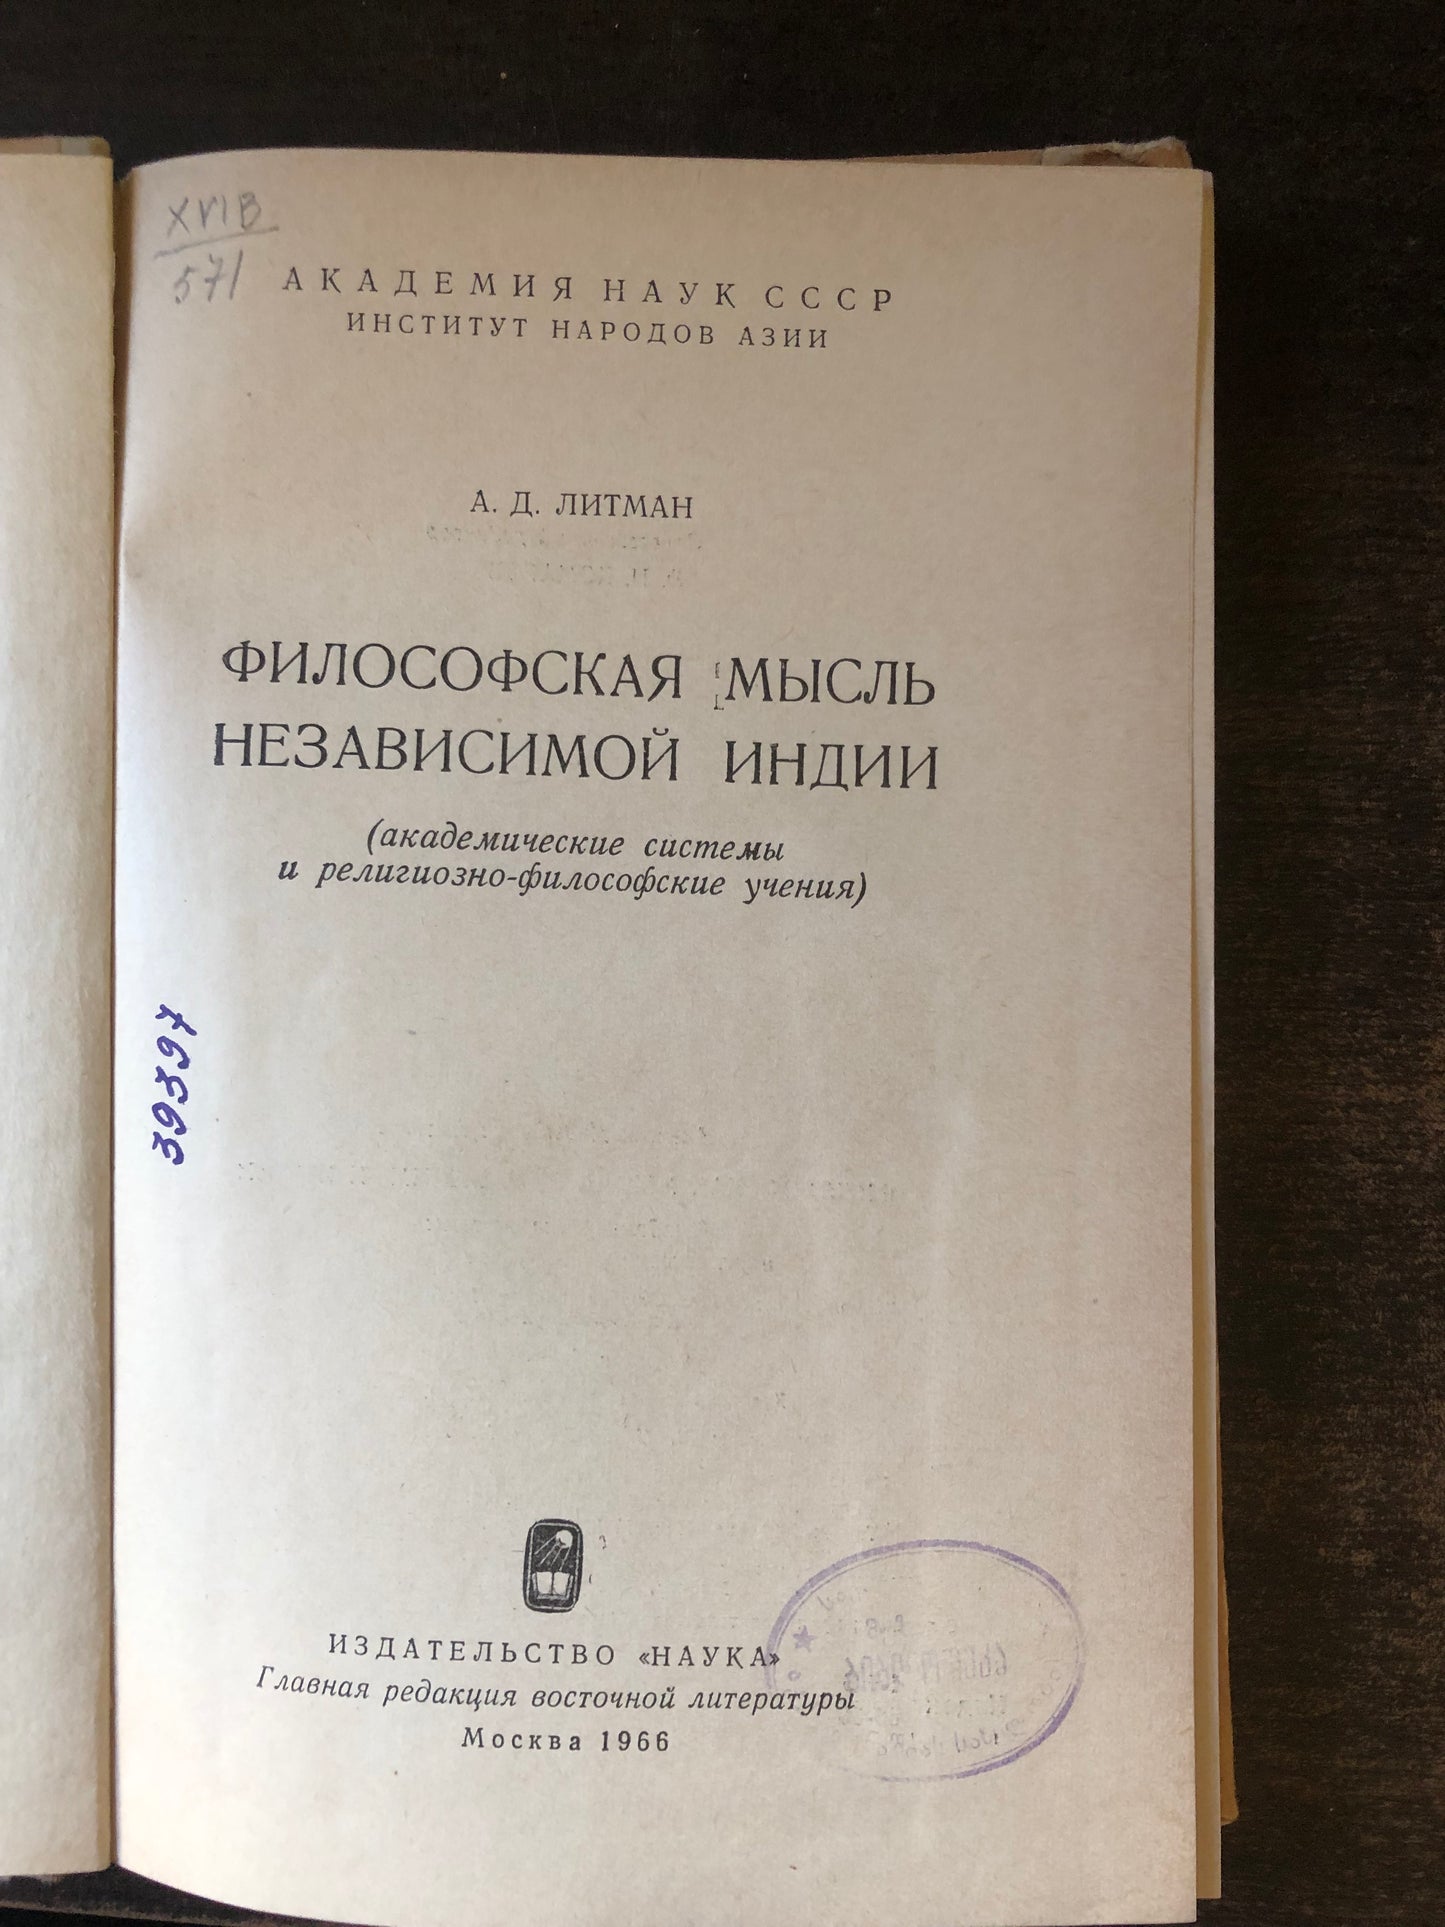 XVIB
571
АКАДЕМИЯ НАУК СССР
ИНСТИТУТ НАРОДОВ АЗИИ
А. Д. ЛИТМАН
ФИЛОСОФСКАЯ МЫСЛЬ
НЕЗАВИСИМОЙ ИНДИИ
(академические системы
и религиозно-философские учения)
39397
ИЗДАТЕЛЬСТВО «НАУКА»
Главная редакция восточной литературы
Москва 1966